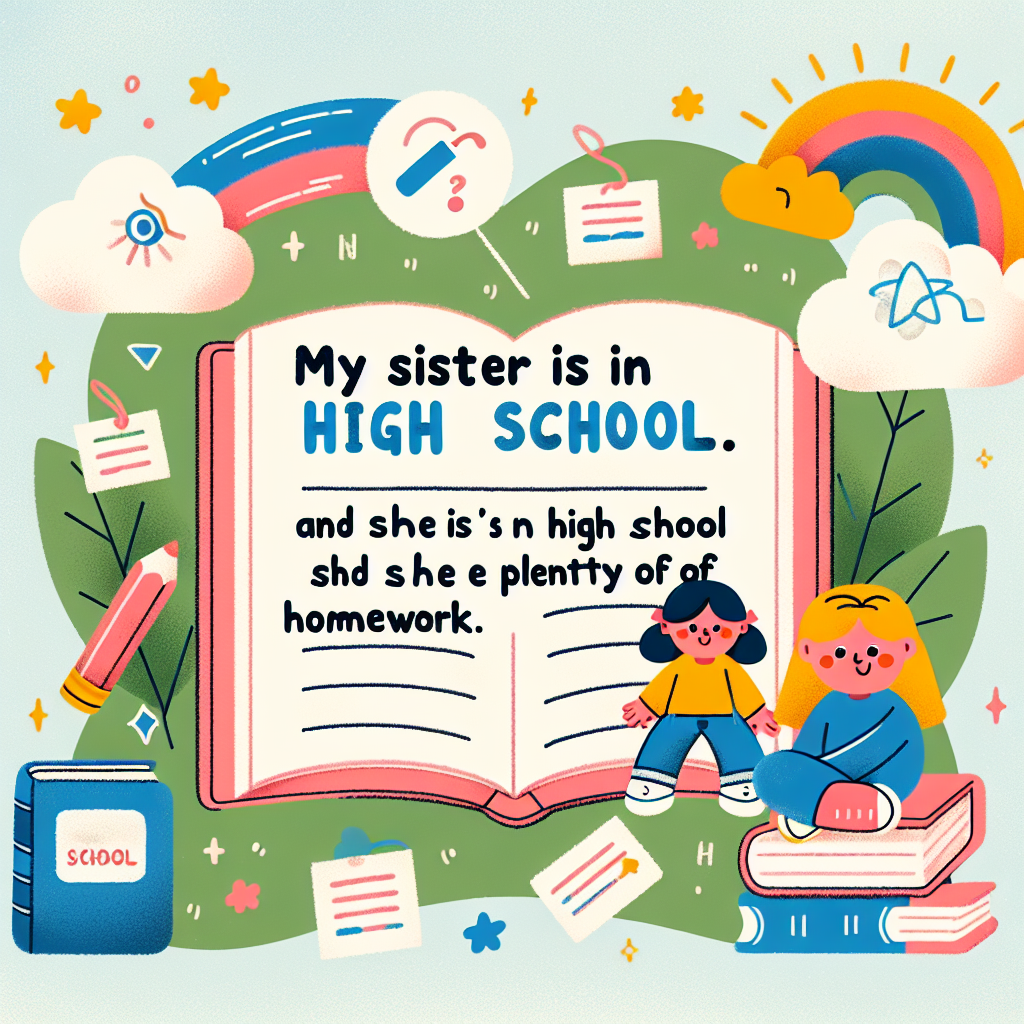 My sister is in
HIGH SCHOOL.
and she is 's n high shool
shd she e plentty of of
homework.
SCHOOL
N
H